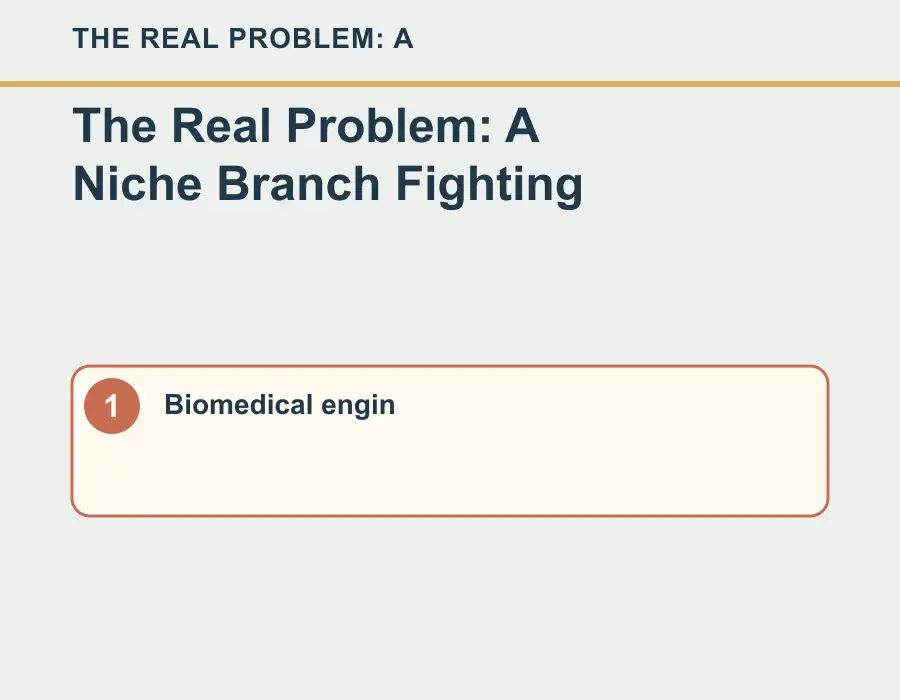 THE REAL PROBLEM: A
The Real Problem: A
Niche Branch Fighting
1
Biomedical engin